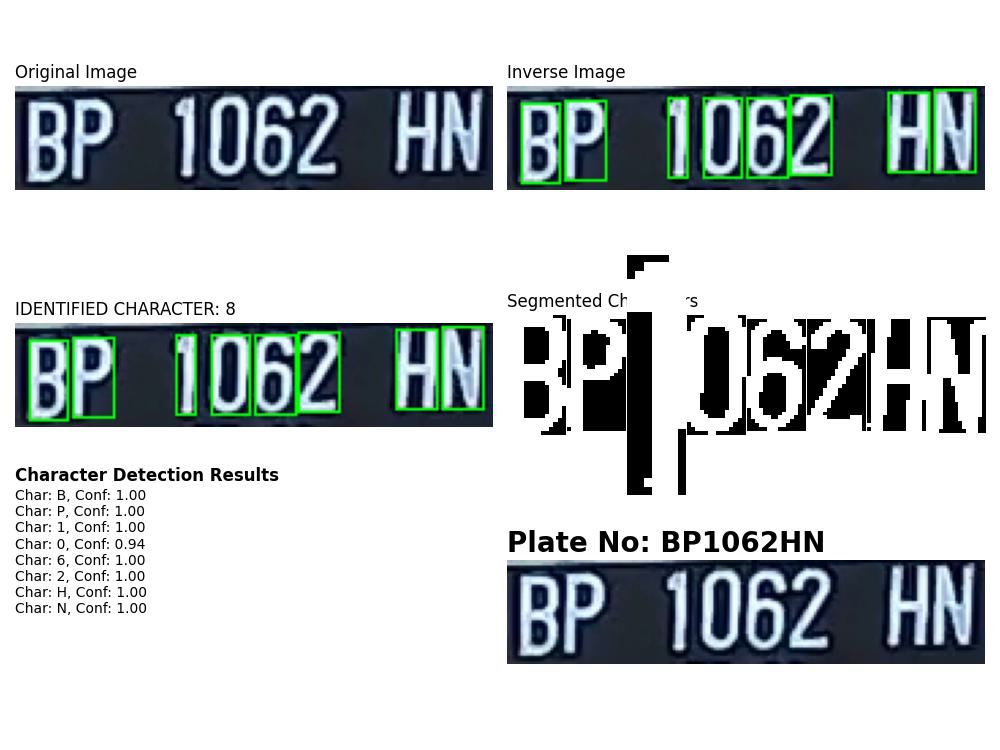 Original Image
BP 1062 HN
Inverse Image
BP 1062 HN
IDENTIFIED CHARACTER: 8
BP 1062 HN
Segmented Ch rs
BP1062HN
Character Detection Results
Char: B, Conf: 1.00
Char: P, Conf: 1.00
Char: 1, Conf: 1.00
Char: 0, Conf: 0.94
Char: 6, Conf: 1.00
Char: 2, Conf: 1.00
Char: H, Conf: 1.00
Char: N, Conf: 1.00
Plate No: BP1062HN
BP 1062 HN